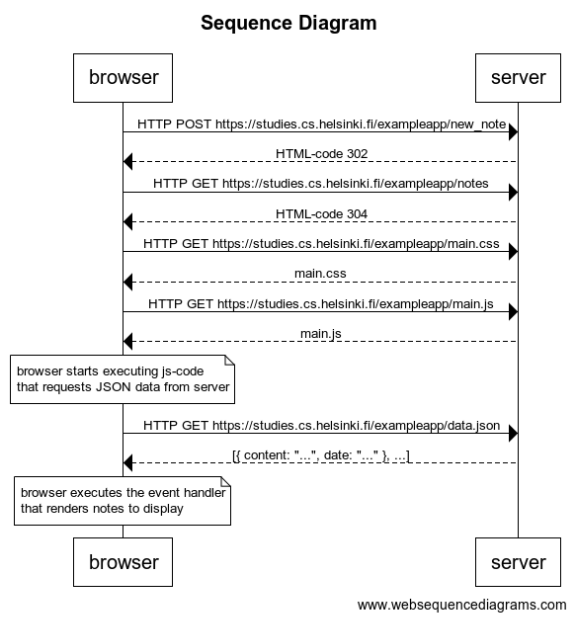 Sequence Diagram
browser server
HTTP POST https://studies.cs.helsinki.fi/exampleapp/new_note
HTML-code 302
HTTP GET https://studies.cs.helsinki.fi/exampleapp/notes
HTML-code 304
HTTP GET https://studies.cs.helsinki.fi/exampleapp/main.css
main.css
HTTP GET https://studies.cs.helsinki.fi/exampleapp/main.js
main.js
browser starts executing js-code
that requests JSON data from server
HTTP GET https://studies.cs.helsinki.fi/exampleapp/data.json
[{ content: "...", date: "..." }, ...]
browser executes the event handler
that renders notes to display
browser server
www.websequencediagrams.com